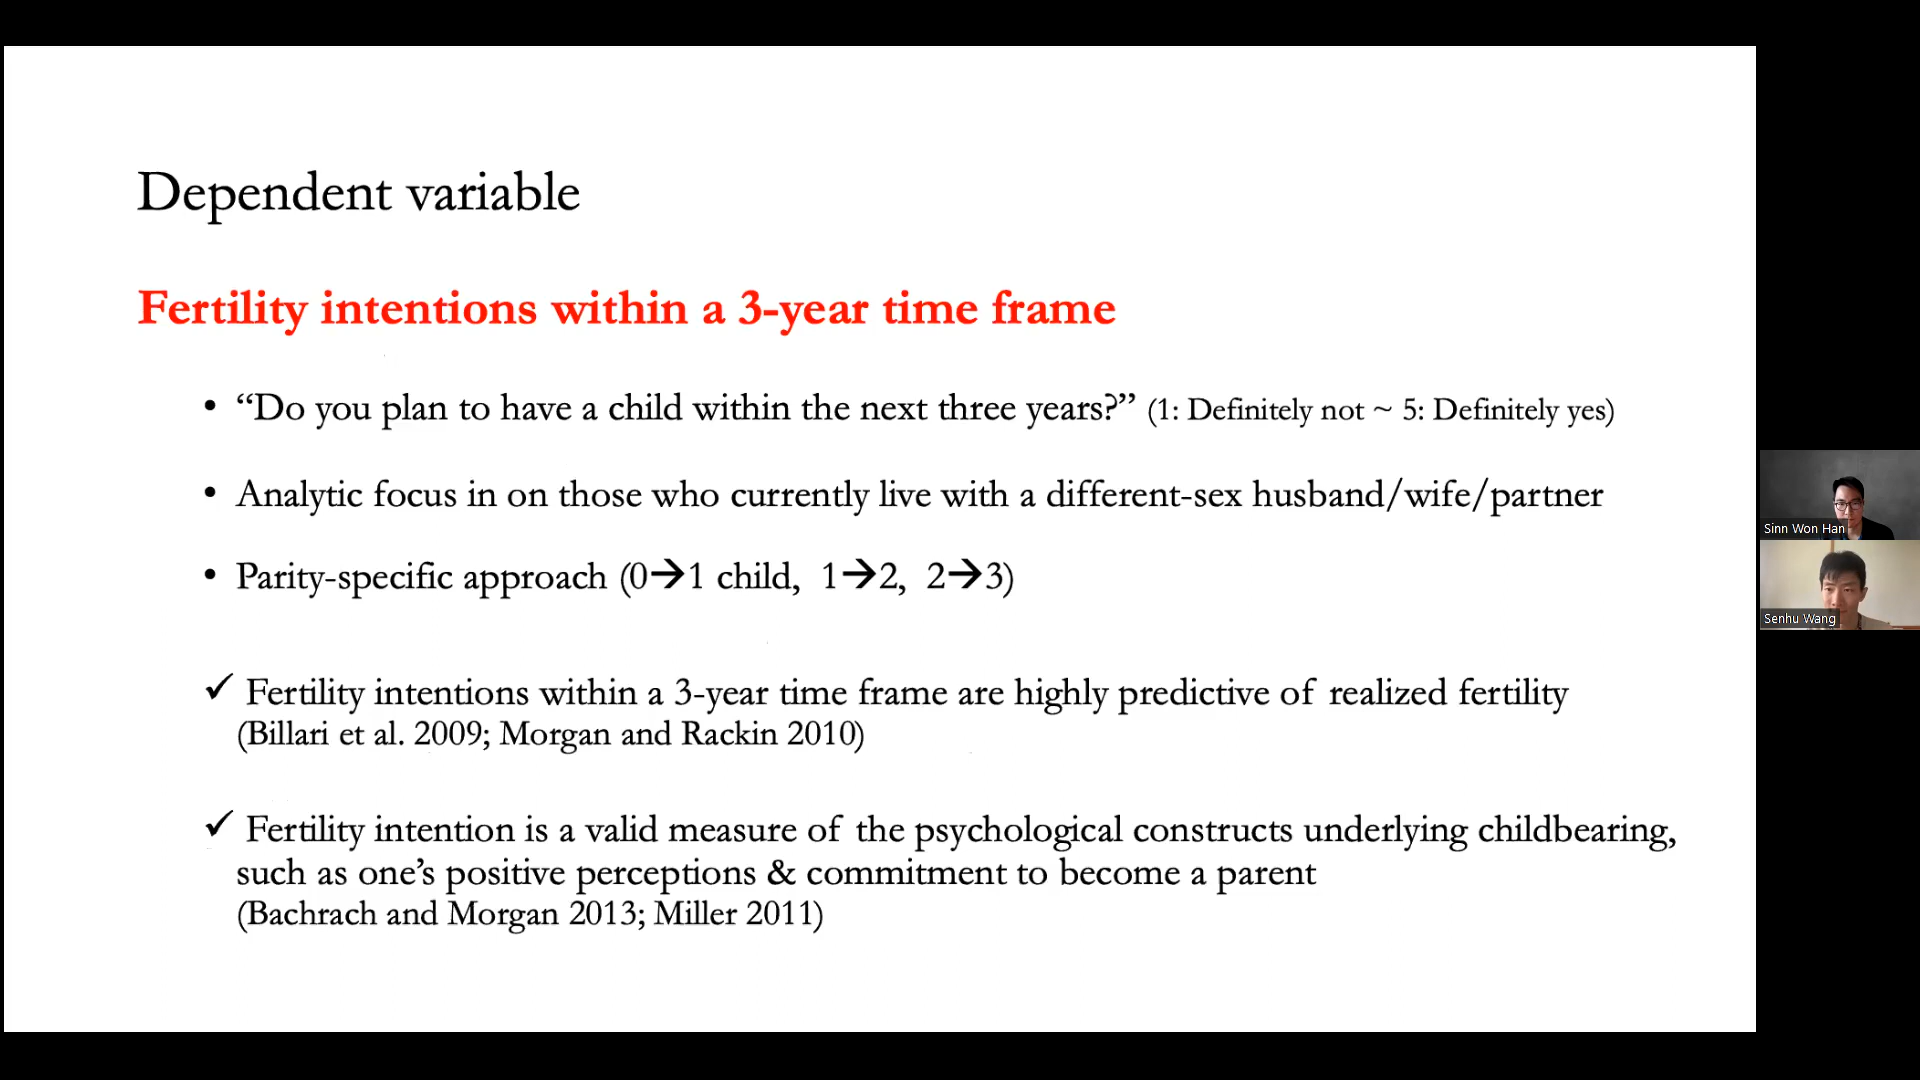 Dependent variable
Fertility intentions within a 3-year time frame
• “Do you plan to have a child within the next three years?” (1: Definitely not ~ 5: Definitely yes)
• Analytic focus in on those who currently live with a different-sex husband/wife/partner
• Parity-specific approach (0→1 child, 1→2, 2→3)
✓ Fertility intentions within a 3-year time frame are highly predictive of realized fertility
(Billari et al. 2009; Morgan and Rackin 2010)
✓ Fertility intention is a valid measure of the psychological constructs underlying childbearing,
such as one’s positive perceptions & commitment to become a parent
(Bachrach and Morgan 2013; Miller 2011)
Sinn Won Han
Senhu Wang